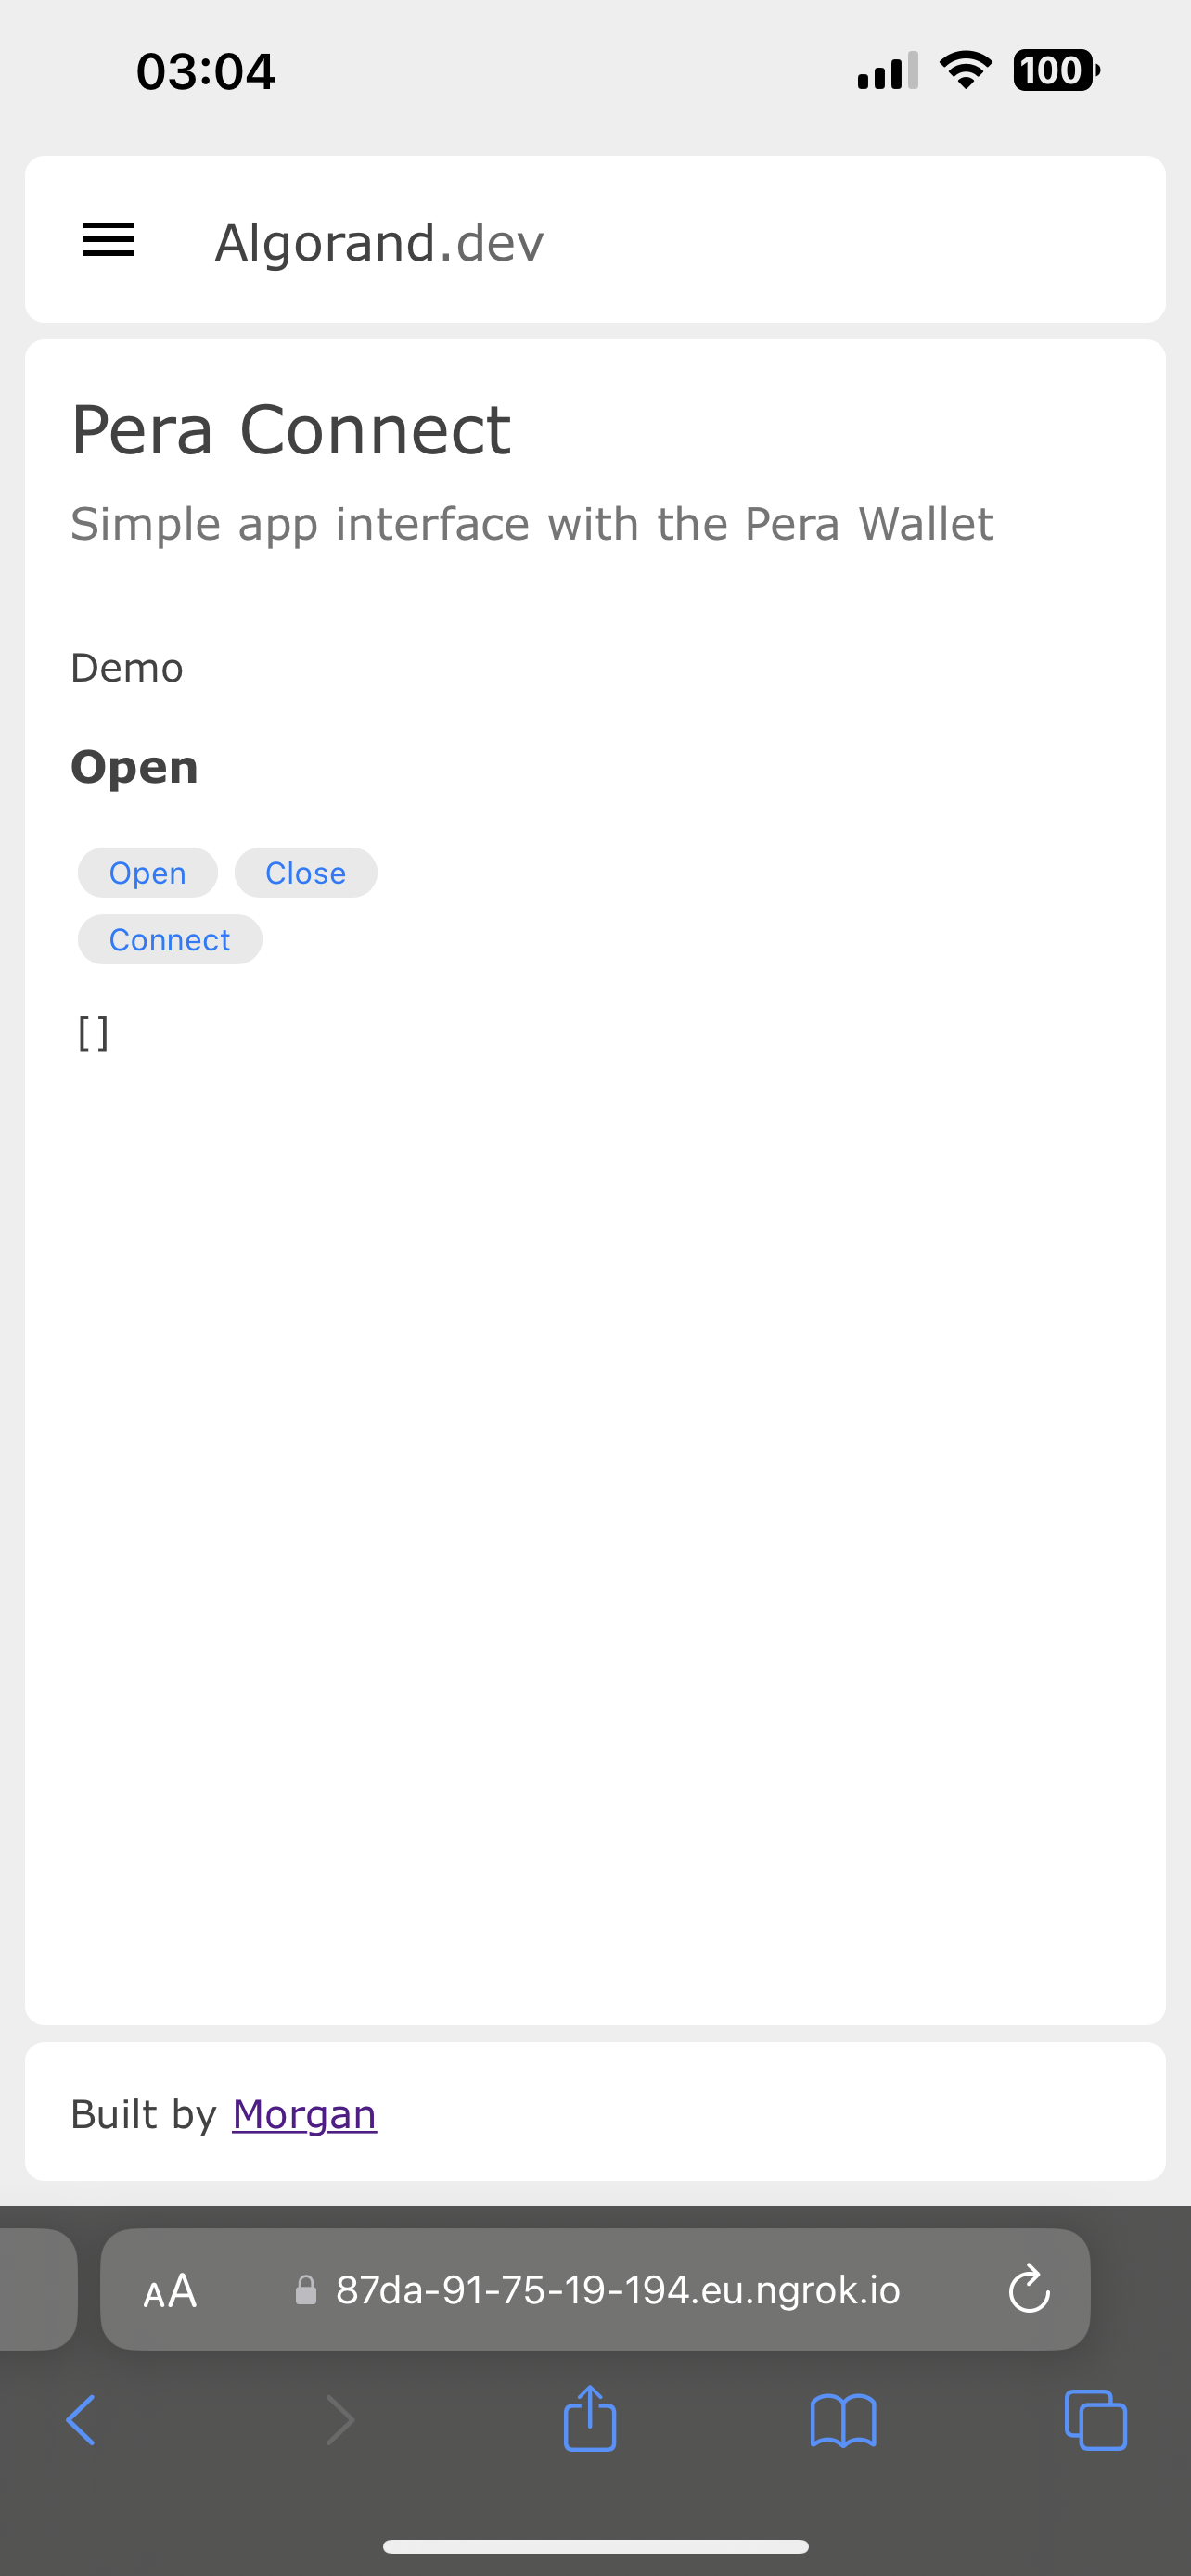 03:04
100
Algorand.dev
Pera Connect
Simple app interface with the Pera Wallet
Demo
Open
Open Close
Connect
[]
Built by Morgan
AA 87da-91-75-19-194.eu.ngrok.io